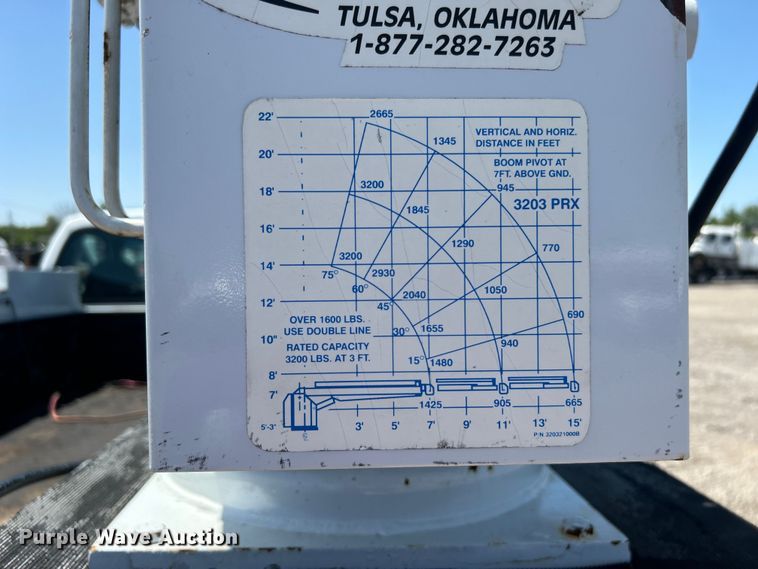 TULSA, OKLAHOMA
1-877-282-7263
22' 2665
VERTICAL AND HORIZ.
DISTANCE IN FEET
20' 1345
BOOM PIVOT AT
7FT. ABOVE GND.
18' 3200 945
3203 PRX
16' 1845
1290
770
14' 3200
75° 2930
60° 1050
12' 2040
45'
OVER 1600 LBS.
USE DOUBLE LINE
690
30° 1655
10" 940
RATED CAPACITY
3200 LBS. AT 3 FT.
15° 1480
8'
7'
1425 905 665
5'-3" 3' 5' 7' 9' 11' 13' 15'
P/N 320321000B
Purple Wave Auction